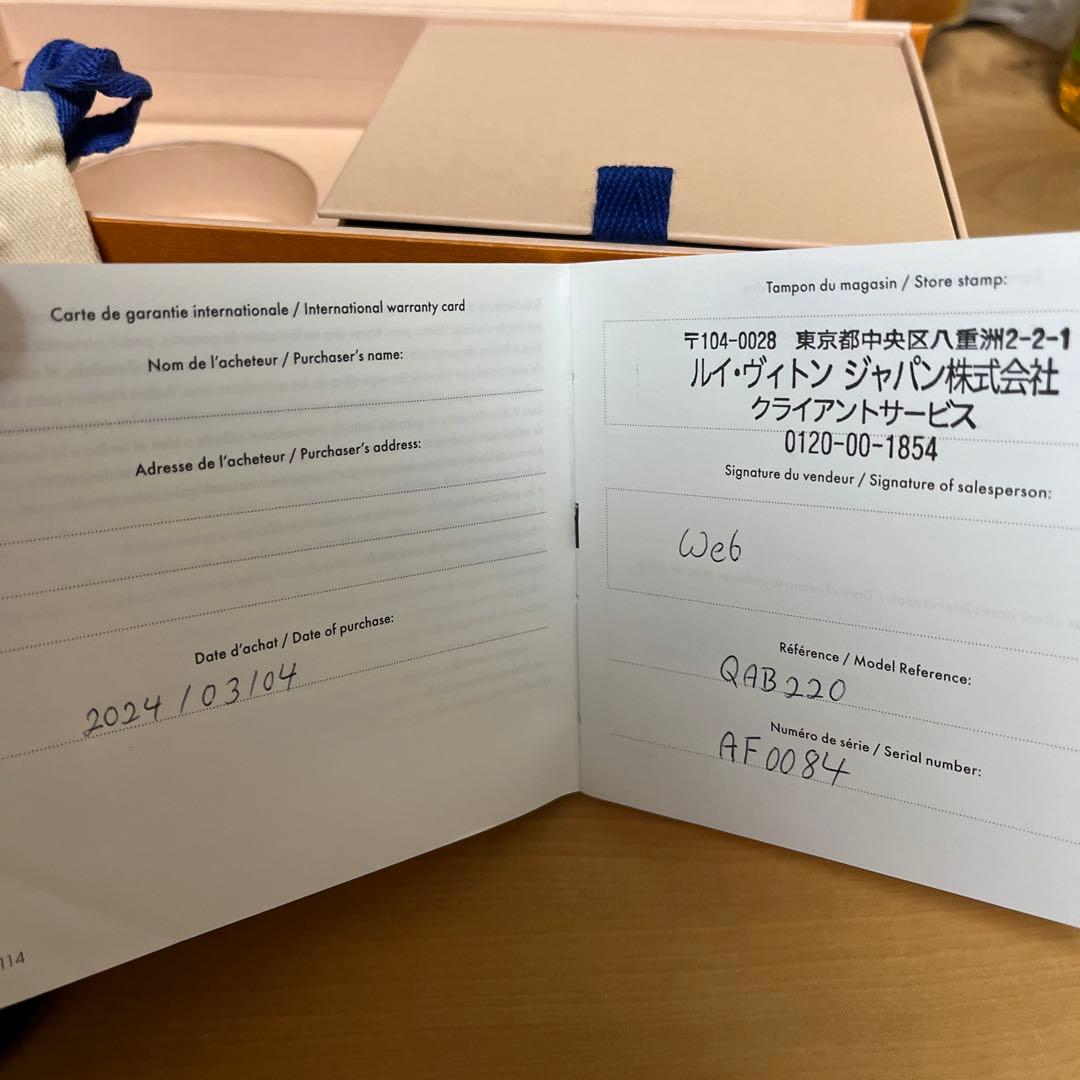 Carte de garantie internationale / International warranty card
Nom de l'acheteur / Purchaser's name:
Adresse de l'acheteur / Purchaser's address:
Date d'achat / Date of purchase:
2024/03/04
114
Tampon du magasin / Store stamp:
〒104-0028 東京都中央区八重洲2-2-1
ルイ・ヴィトン ジャパン株式会社
クライアントサービス
0120-00-1854
Signature du vendeur / Signature of salesperson:
Web
Référence / Model Reference:
QAB220
Numéro de série / Serial number:
AF0084